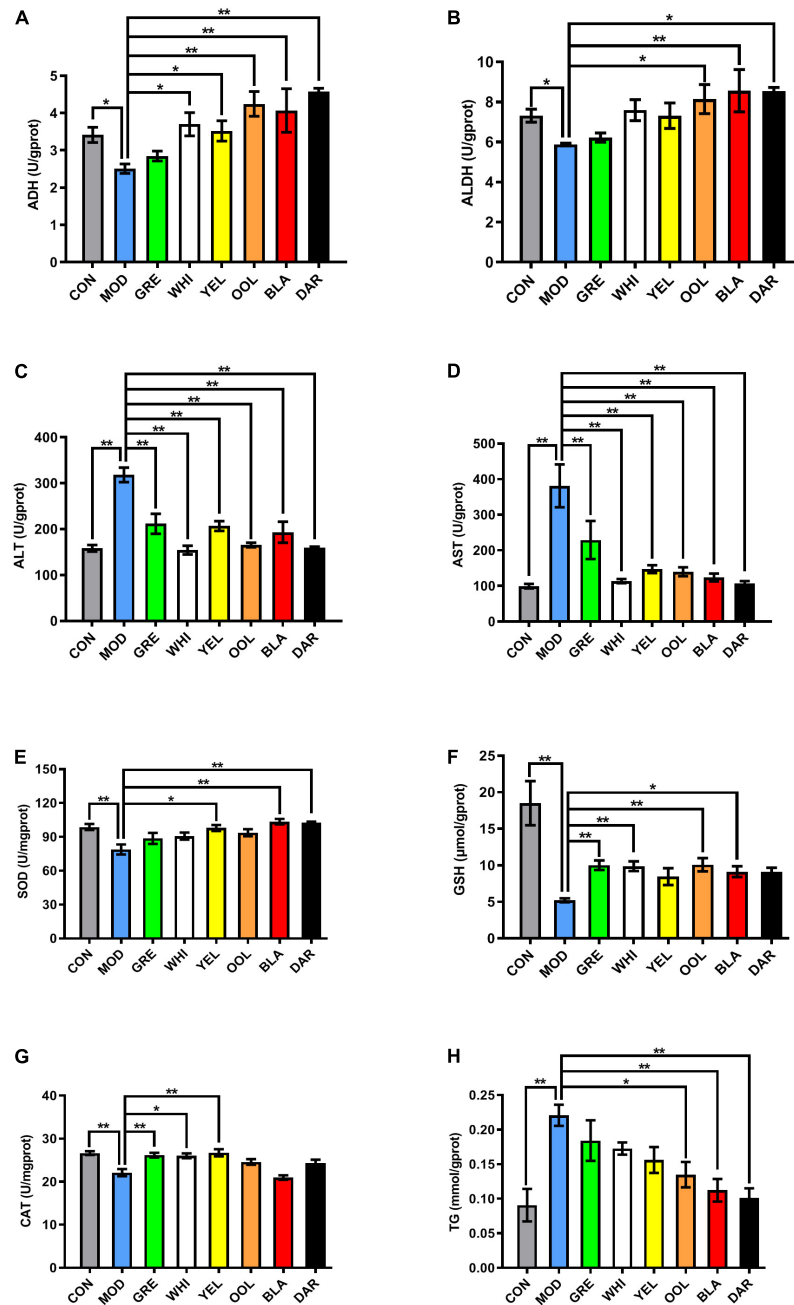 A
ADH (U/gprot)
5
4
3
2
1
0
** ** ** * * *
CON MOD GRE WHI YEL OOL BLA DAR
B
ALDH (U/gprot)
10
8
6
4
2
0
* ** * *
CON MOD GRE WHI YEL OOL BLA DAR
C
ALT (U/gprot)
400
300
200
100
0
** ** ** ** ** ** **
CON MOD GRE WHI YEL OOL BLA DAR
D
AST (U/gprot)
500
400
300
200
100
0
** ** ** ** ** ** **
CON MOD GRE WHI YEL OOL BLA DAR
E
SOD (U/mgprot)
150
120
90
60
30
0
** ** * **
CON MOD GRE WHI YEL OOL BLA DAR
F
GSH (μmol/gprot)
25
20
15
10
5
0
** * ** ** **
CON MOD GRE WHI YEL OOL BLA DAR
G
CAT (U/mgprot)
40
30
20
10
0
** * ** **
CON MOD GRE WHI YEL OOL BLA DAR
H
TG (mmol/gprot)
0.25
0.20
0.15
0.10
0.05
0.00
** ** * **
CON MOD GRE WHI YEL OOL BLA DAR